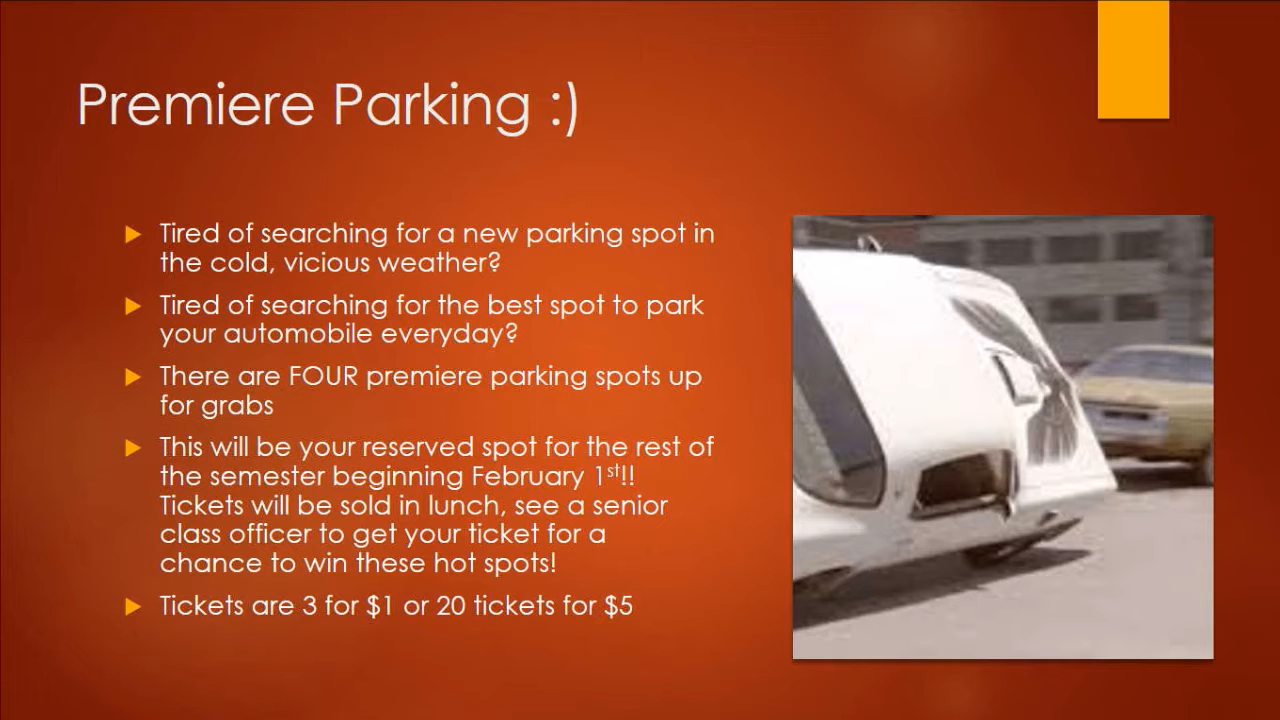 Premiere Parking :)
Tired of searching for a new parking spot in
the cold, vicious weather?
Tired of searching for the best spot to park
your automobile everyday?
There are FOUR premiere parking spots up
for grabs
This will be your reserved spot for the rest of
the semester beginning February 1st!!
Tickets will be sold in lunch, see a senior
class officer to get your ticket for a
chance to win these hot spots!
Tickets are 3 for $1 or 20 tickets for $5